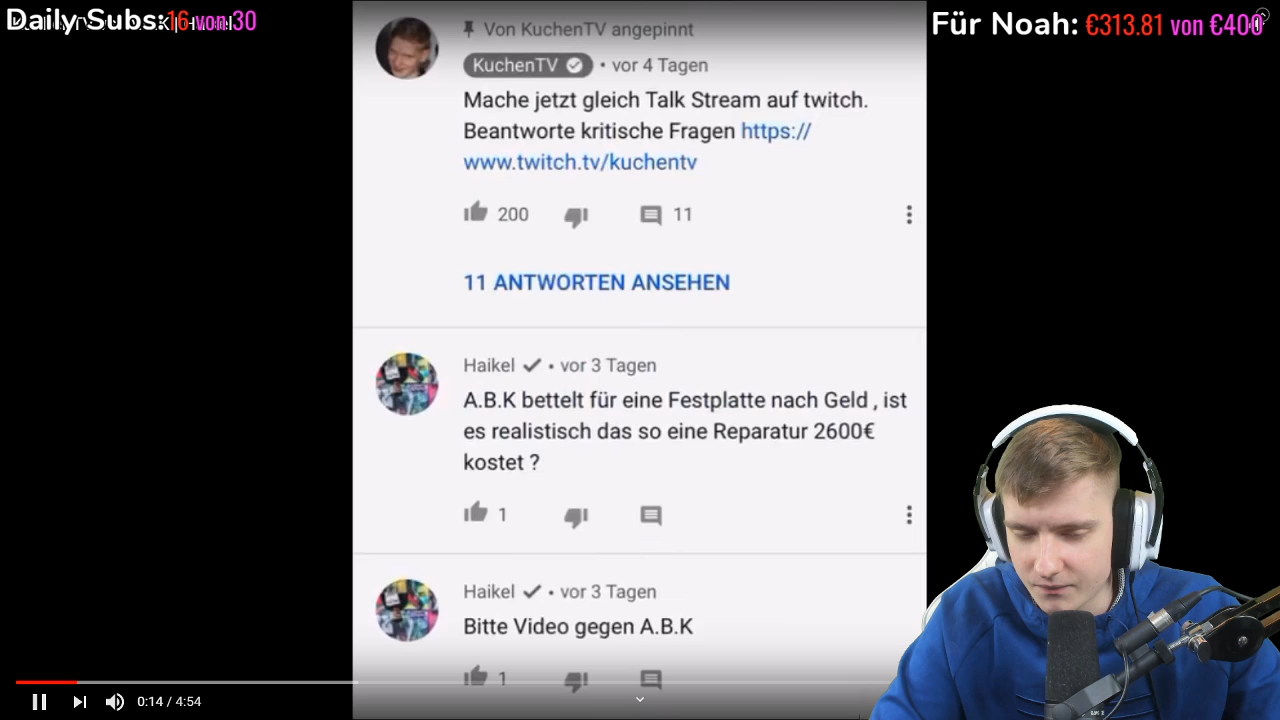 Daily Subs: 16 von 30
Für Noah: €313.81 von €400
Von KuchenTV angepinnt
KuchenTV • vor 4 Tagen
Mache jetzt gleich Talk Stream auf twitch.
Beantworte kritische Fragen https://
www.twitch.tv/kuchentv
200 11
11 ANTWORTEN ANSEHEN
Haikel • vor 3 Tagen
A.B.K bettelt für eine Festplatte nach Geld , ist
es realistisch das so eine Reparatur 2600€
kostet ?
1
Haikel • vor 3 Tagen
Bitte Video gegen A.B.K
1
0:14 / 4:54